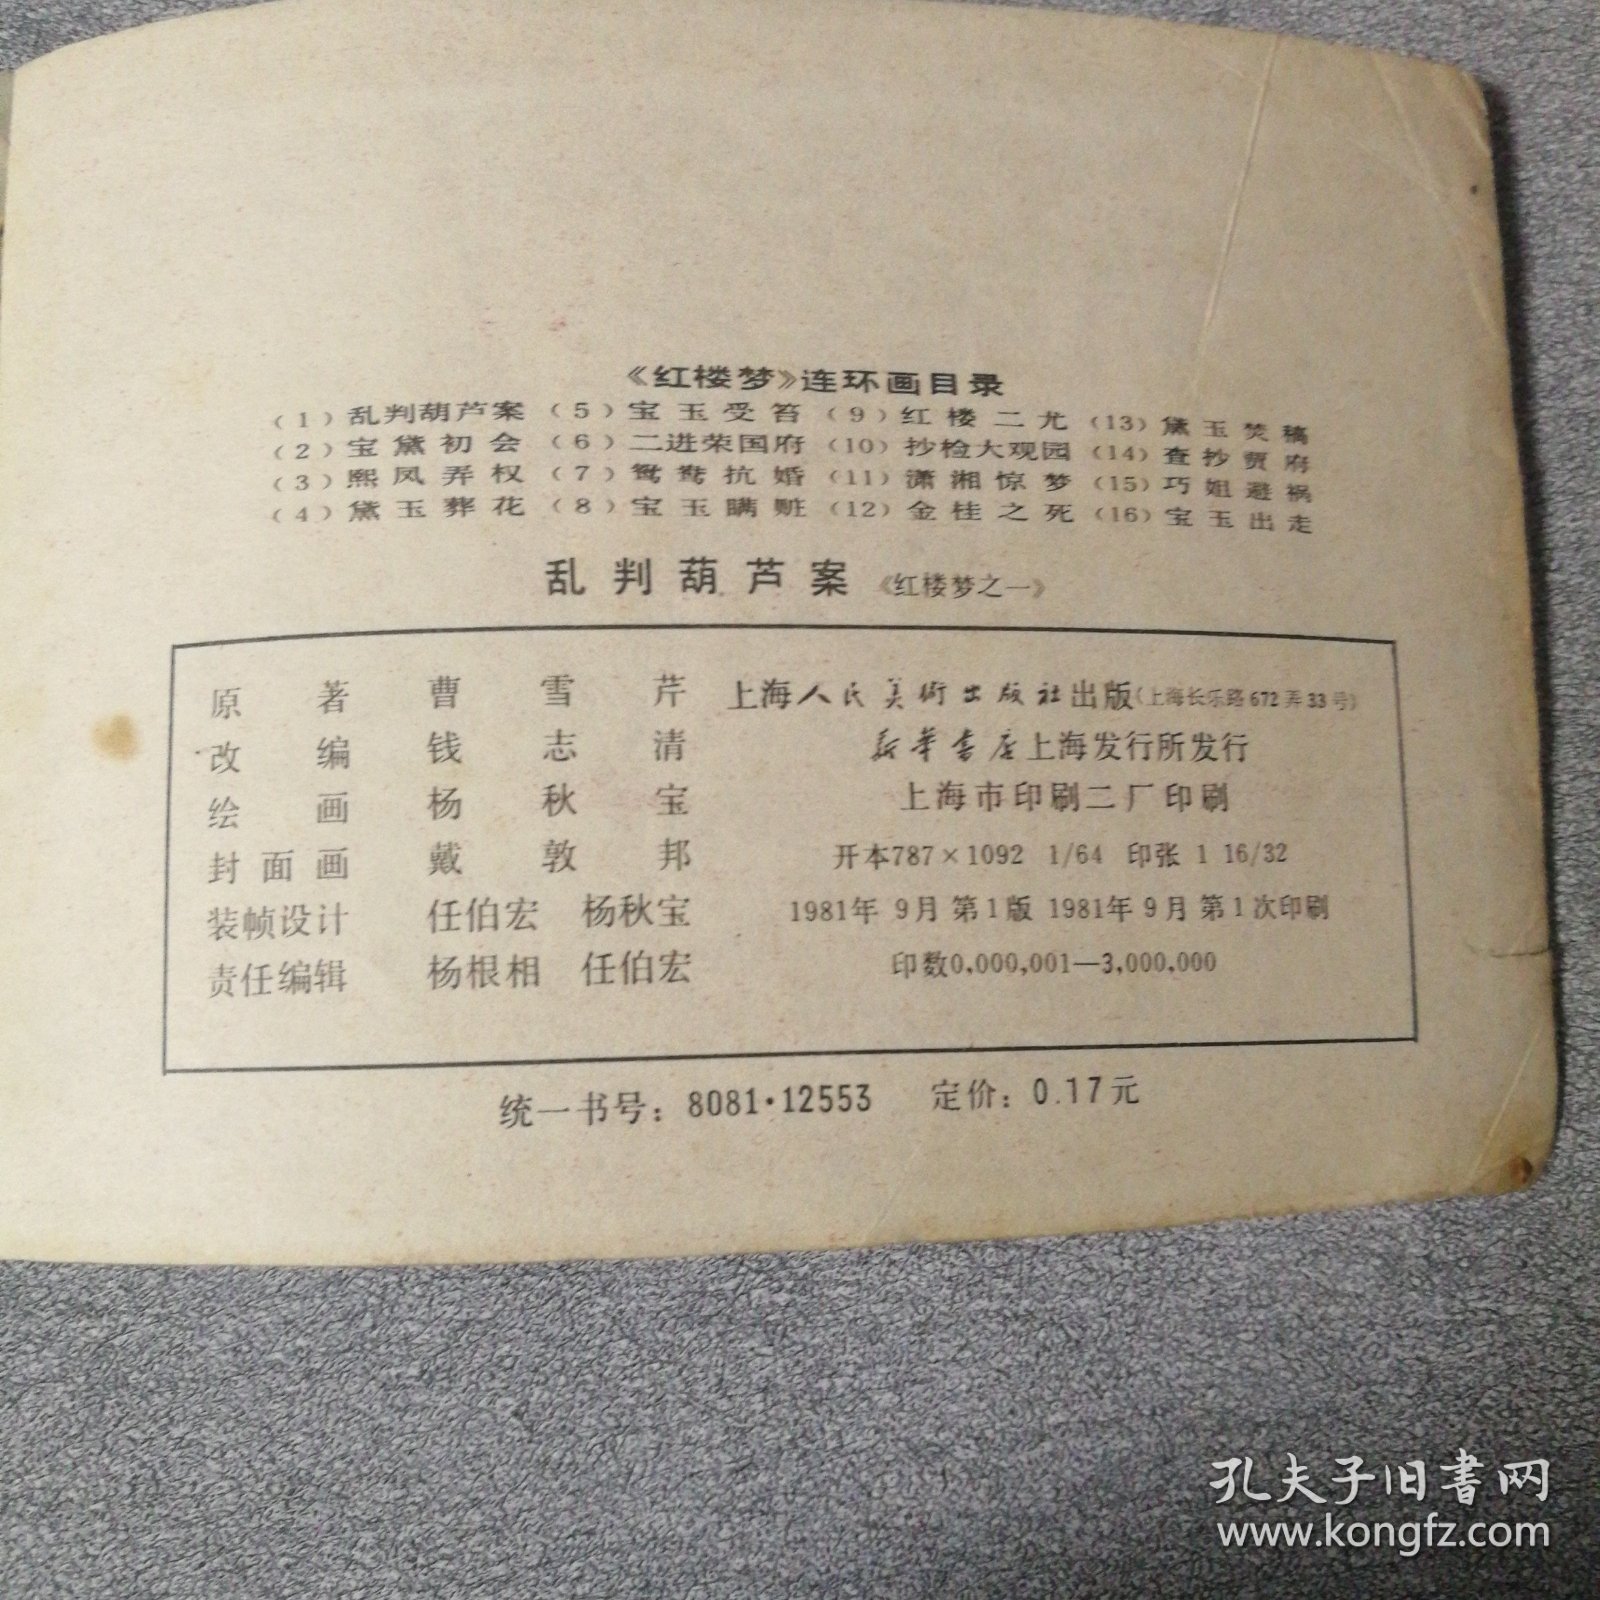 《红楼梦》连环画目录
(1) 乱判葫芦案 (5) 宝玉受笞 (9) 红楼二尤 (13) 黛玉焚稿
(2) 宝黛初会 (6) 二进荣国府 (10) 抄检大观园 (14) 查抄贾府
(3) 熙凤弄权 (7) 鸳鸯抗婚 (11) 潇湘惊梦 (15) 巧姐避祸
(4) 黛玉葬花 (8) 宝玉瞒赃 (12) 金桂之死 (16) 宝玉出走
乱判葫芦案 《红楼梦之一》
原著 曹雪芹
改编 钱志清
绘画 杨秋宝
封面画 戴敦邦
装帧设计 任伯宏 杨秋宝
责任编辑 杨根相 任伯宏
上海人民美術出版社出版(上海长乐路672弄33号)
新华书店上海发行所发行
上海市印刷二厂印刷
开本787×1092 1/64 印张 1 16/32
1981年 9月 第1版 1981年 9月 第1次印刷
印数0,000,001—3,000,000
统一书号: 8081·12553 定价: 0.17元
孔夫子旧书网
www.kongfz.com